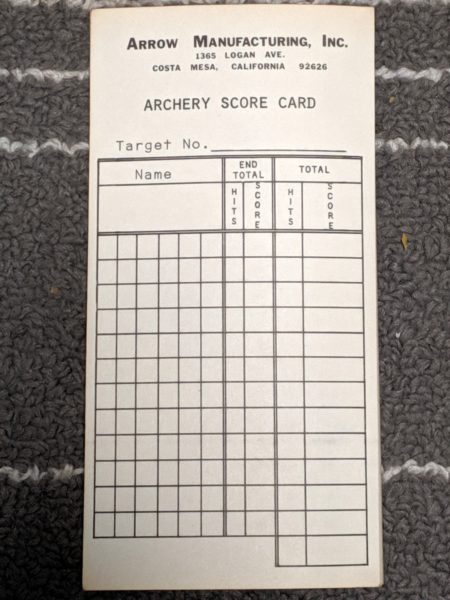 ARROW MANUFACTURING, INC.
1365 LOGAN AVE.
COSTA MESA, CALIFORNIA 92626
ARCHERY SCORE CARD
Target No.
Name
END TOTAL
TOTAL
HITS
SCORE
HITS
SCORE